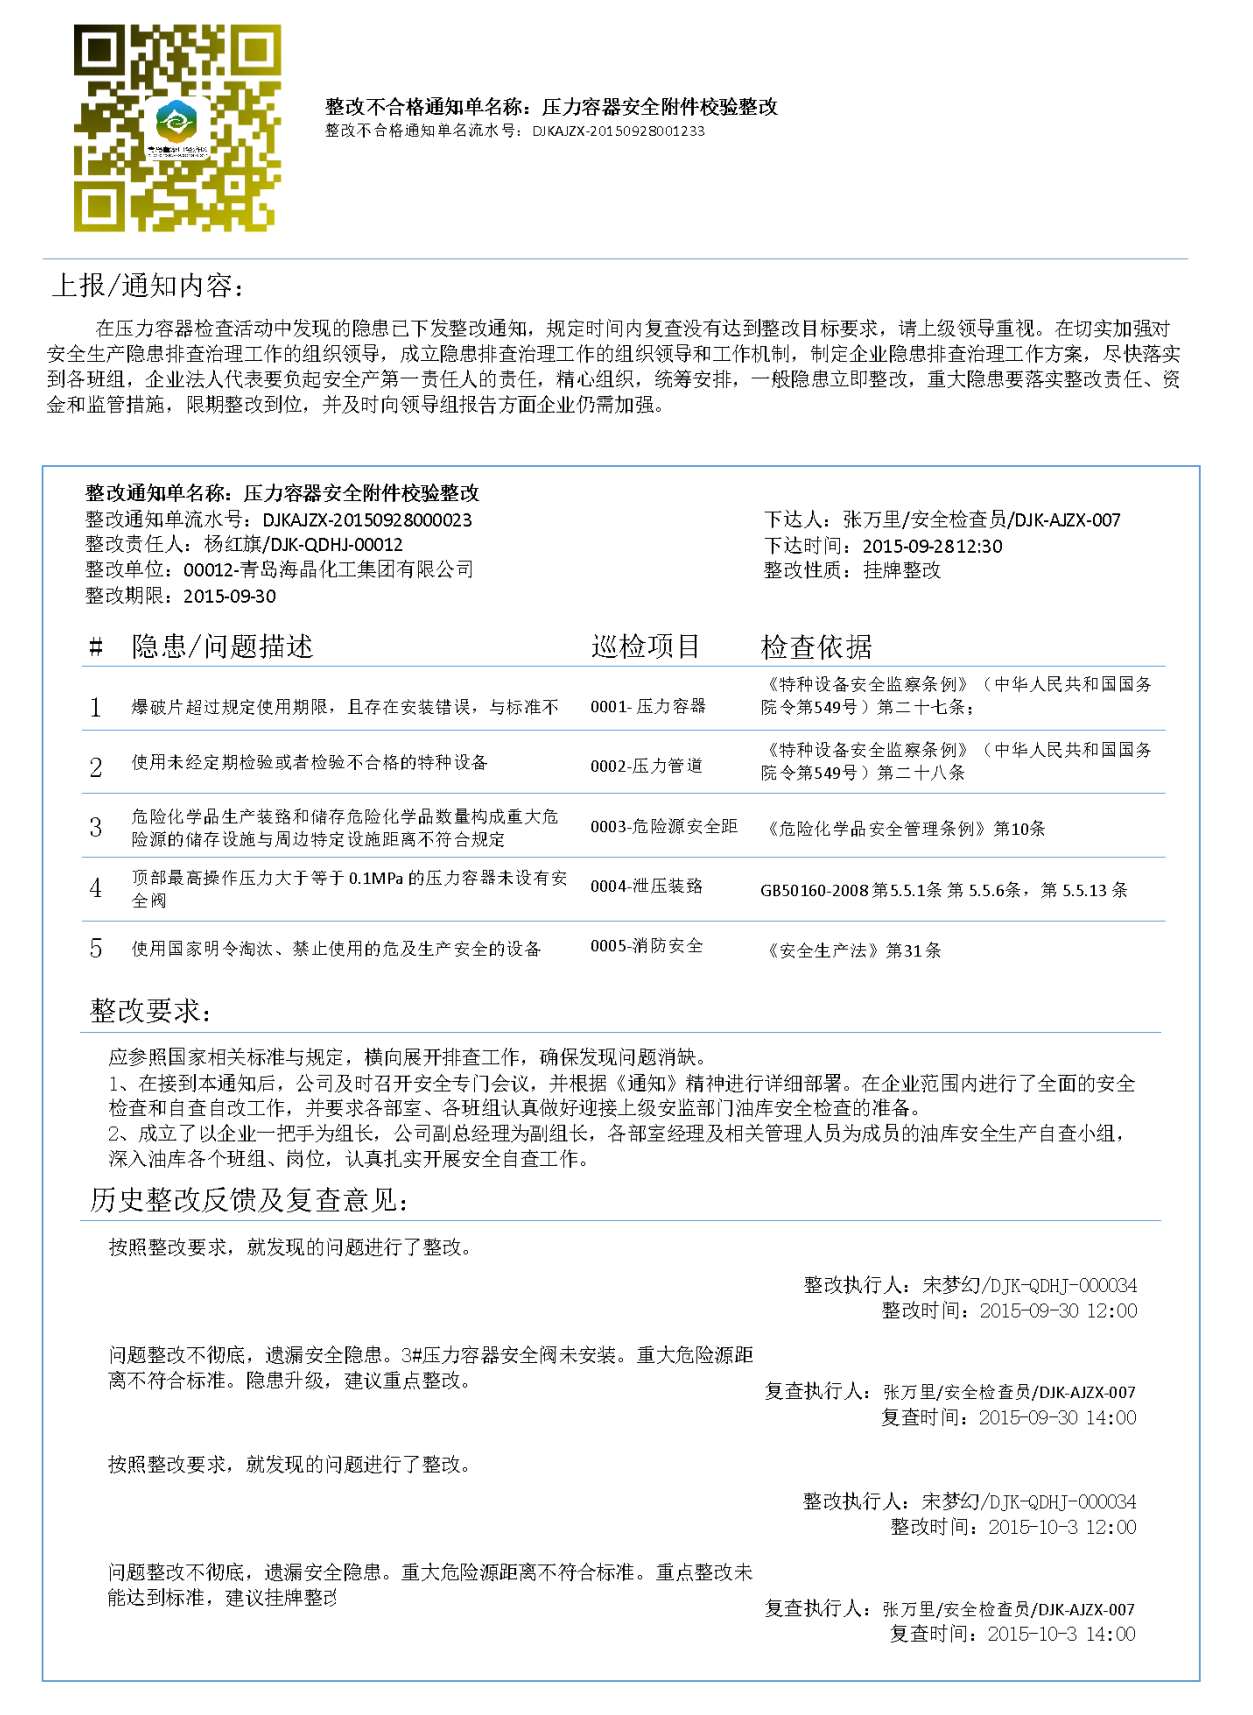 整改不合格通知单名称：压力容器安全附件校验整改
整改不合格通知单名流水号：DJKAJZX-20150928001233
上报/通知内容：
在压力容器检查活动中发现的隐患已下发整改通知，规定时间内复查没有达到整改目标要求，请上级领导重视。在切实加强对
安全生产隐患排查治理工作的组织领导，成立隐患排查治理工作的组织领导和工作机制，制定企业隐患排查治理工作方案，尽快落实
到各班组，企业法人代表要负起安全产第一责任人的责任，精心组织，统筹安排，一般隐患立即整改，重大隐患要落实整改责任、资
金和监管措施，限期整改到位，并及时向领导组报告方面企业仍需加强。
整改通知单名称：压力容器安全附件校验整改
整改通知单流水号：DJKAJZX-20150928000023
下达人：张万里/安全检查员/DJK-AJZX-007
整改责任人：杨红旗/DJK-QDHJ-00012
下达时间：2015-09-2812:30
整改单位：00012-青岛海晶化工集团有限公司
整改性质：挂牌整改
整改期限：2015-09-30
# 隐患/问题描述 巡检项目 检查依据
1 爆破片超过规定使用期限，且存在安装错误，与标准不 0001- 压力容器
《特种设备安全监察条例》（中华人民共和国国务
院令第549号）第二十七条；
2 使用未经定期检验或者检验不合格的特种设备 0002-压力管道
《特种设备安全监察条例》（中华人民共和国国务
院令第549号）第二十八条
3 危险化学品生产装臵和储存危险化学品数量构成重大危
险源的储存设施与周边特定设施距离不符合规定
0003-危险源安全距 《危险化学品安全管理条例》第10条
4 顶部最高操作压力大于等于 0.1MPa 的压力容器未设有安
全阀
0004-泄压装臵 GB50160-2008 第5.5.1条 第 5.5.6条，第 5.5.13 条
5 使用国家明令淘汰、禁止使用的危及生产安全的设备 0005-消防安全 《安全生产法》第31条
整改要求：
应参照国家相关标准与规定，横向展开排查工作，确保发现问题消缺。
1、在接到本通知后，公司及时召开安全专门会议，并根据《通知》精神进行详细部署。在企业范围内进行了全面的安全
检查和自查自改工作，并要求各部室、各班组认真做好迎接上级安监部门油库安全检查的准备。
2、成立了以企业一把手为组长，公司副总经理为副组长，各部室经理及相关管理人员为成员的油库安全生产自查小组，
深入油库各个班组、岗位，认真扎实开展安全自查工作。
历史整改反馈及复查意见：
按照整改要求，就发现的问题进行了整改。
整改执行人：宋梦幻/DJK-QDHJ-000034
整改时间：2015-09-30 12:00
问题整改不彻底，遗漏安全隐患。3#压力容器安全阀未安装。重大危险源距
离不符合标准。隐患升级，建议重点整改。
复查执行人：张万里/安全检查员/DJK-AJZX-007
复查时间：2015-09-30 14:00
按照整改要求，就发现的问题进行了整改。
整改执行人：宋梦幻/DJK-QDHJ-000034
整改时间：2015-10-3 12:00
问题整改不彻底，遗漏安全隐患。重大危险源距离不符合标准。重点整改未
能达到标准，建议挂牌整改
复查执行人：张万里/安全检查员/DJK-AJZX-007
复查时间：2015-10-3 14:00